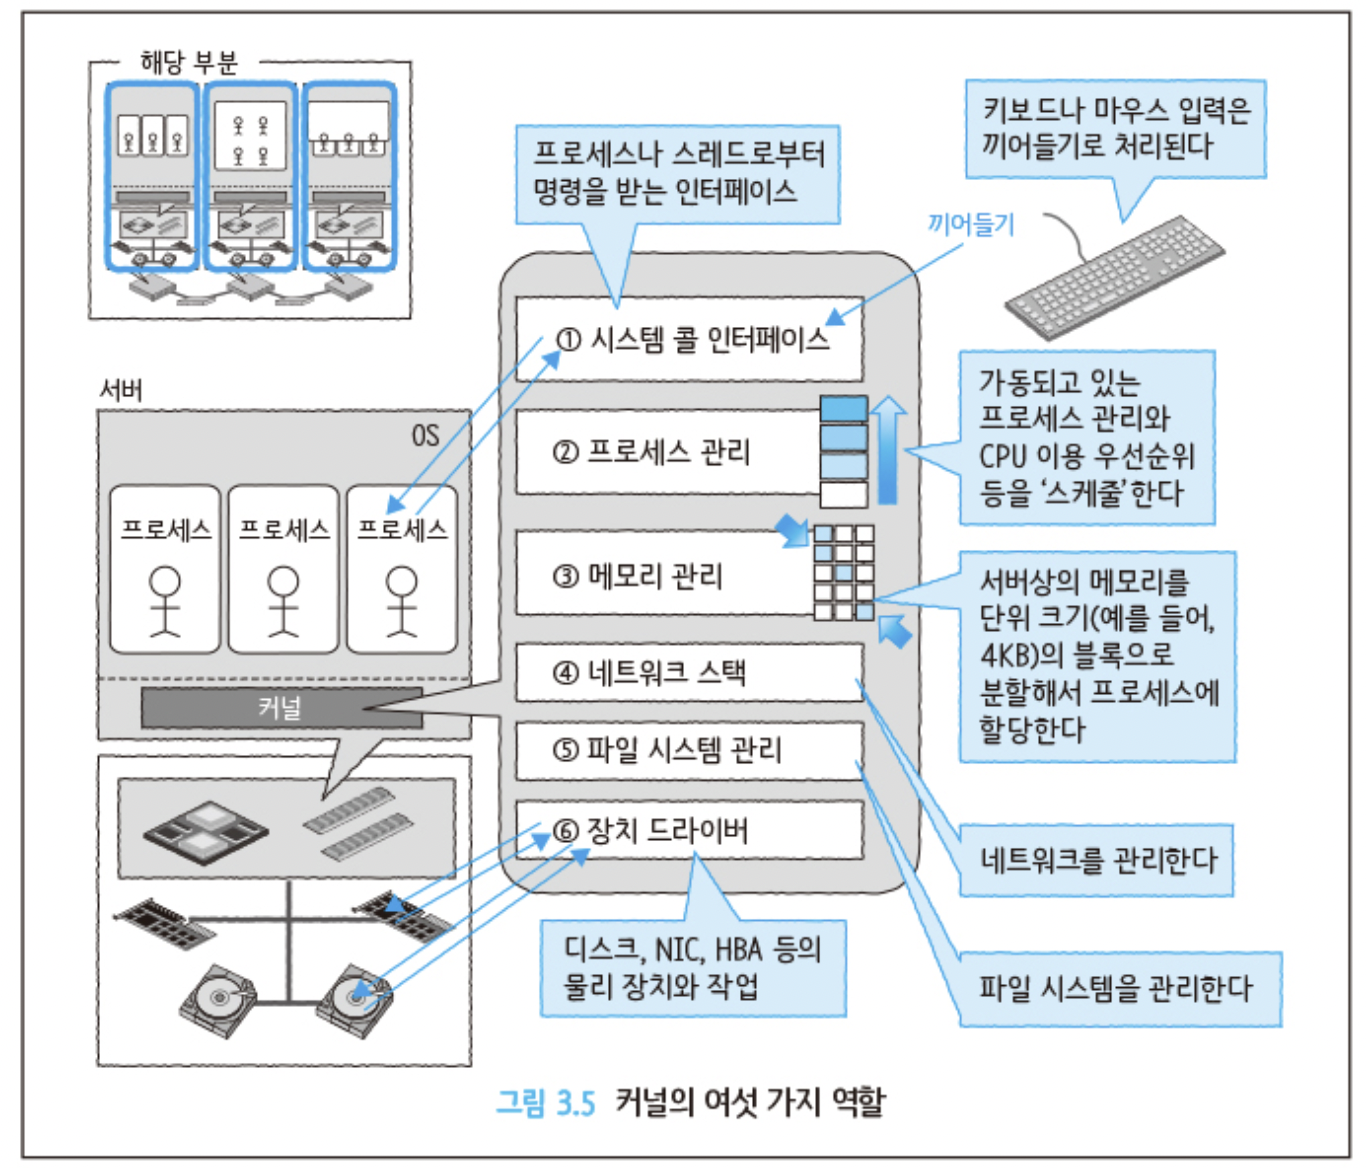 해당 부분
키보드나 마우스 입력은
끼어들기로 처리된다
프로세스나 스레드로부터
명령을 받는 인터페이스
끼어들기
① 시스템 콜 인터페이스
가동되고 있는
프로세스 관리와
CPU 이용 우선순위
등을 ‘스케줄’한다
② 프로세스 관리
서버
OS
프로세스
프로세스
프로세스
③ 메모리 관리
서버상의 메모리를
단위 크기(예를 들어,
4KB)의 블록으로
분할해서 프로세스에
할당한다
④ 네트워크 스택
커널
⑤ 파일 시스템 관리
⑥ 장치 드라이버
네트워크를 관리한다
디스크, NIC, HBA 등의
물리 장치와 작업
파일 시스템을 관리한다
그림 3.5 커널의 여섯 가지 역할